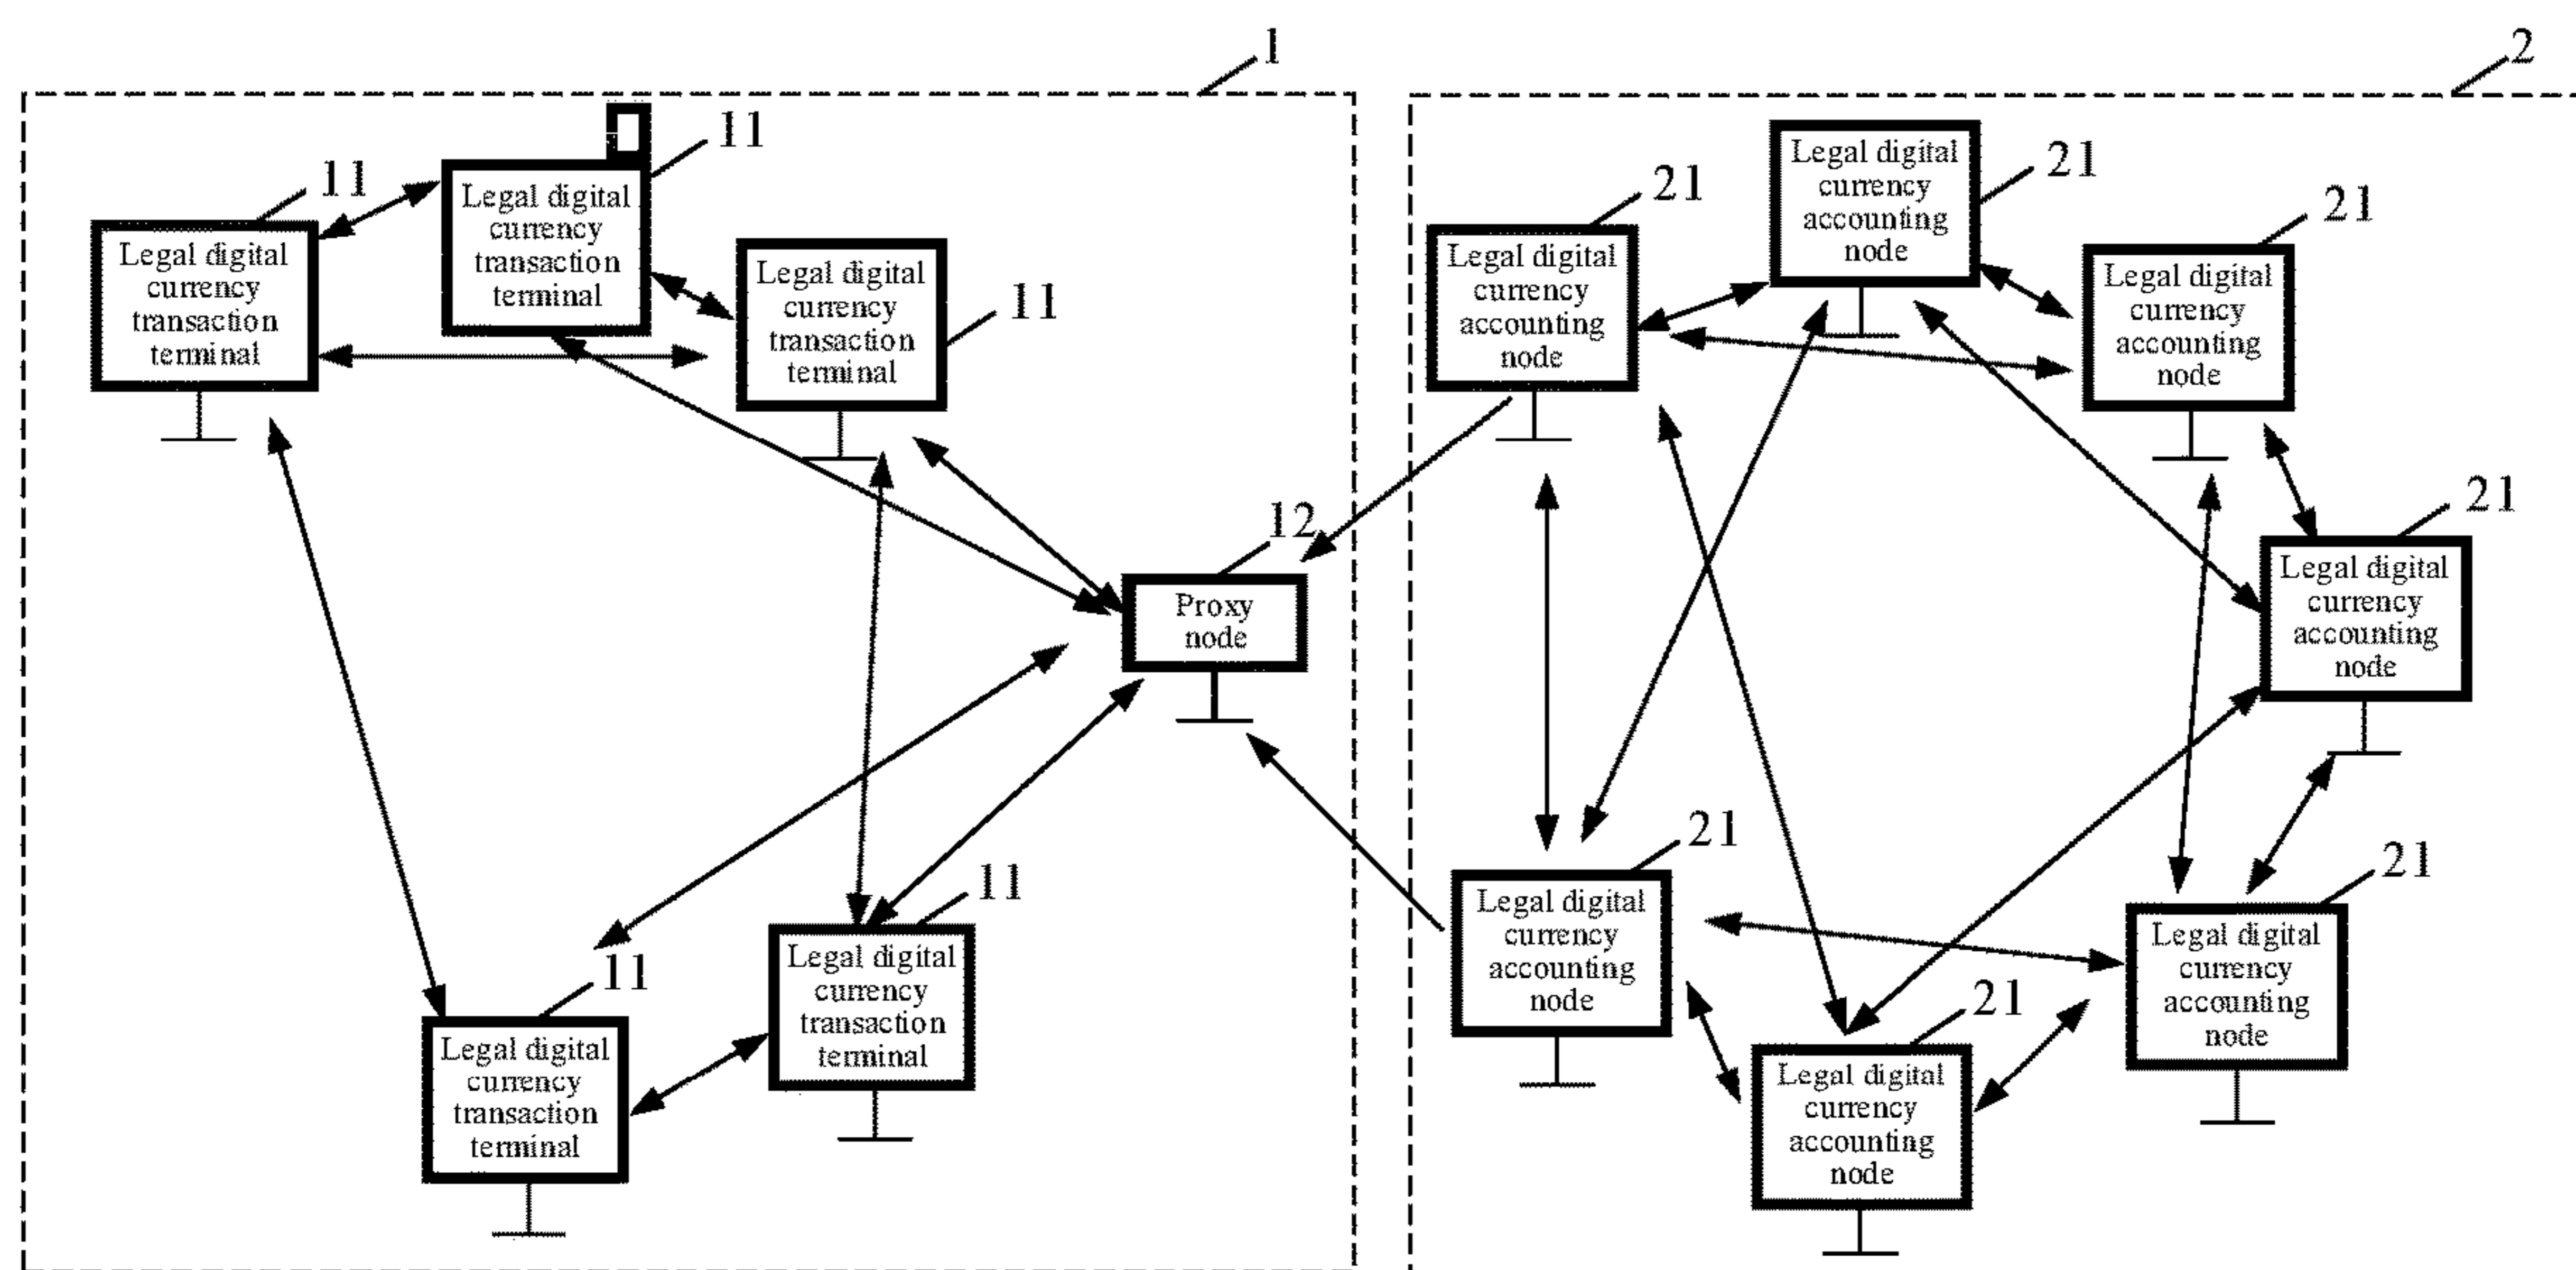 1
2
11
Legal digital
currency
transaction
terminal
11
Legal digital
currency
transaction
terminal
11
Legal digital
currency
transaction
terminal
12
Proxy
node
11
Legal digital
currency
transaction
terminal
11
Legal digital
currency
transaction
terminal
21
Legal digital
currency
accounting
node
21
Legal digital
currency
accounting
node
21
Legal digital
currency
accounting
node
21
Legal digital
currency
accounting
node
21
Legal digital
currency
accounting
node
21
Legal digital
currency
accounting
node
21
Legal digital
currency
accounting
node